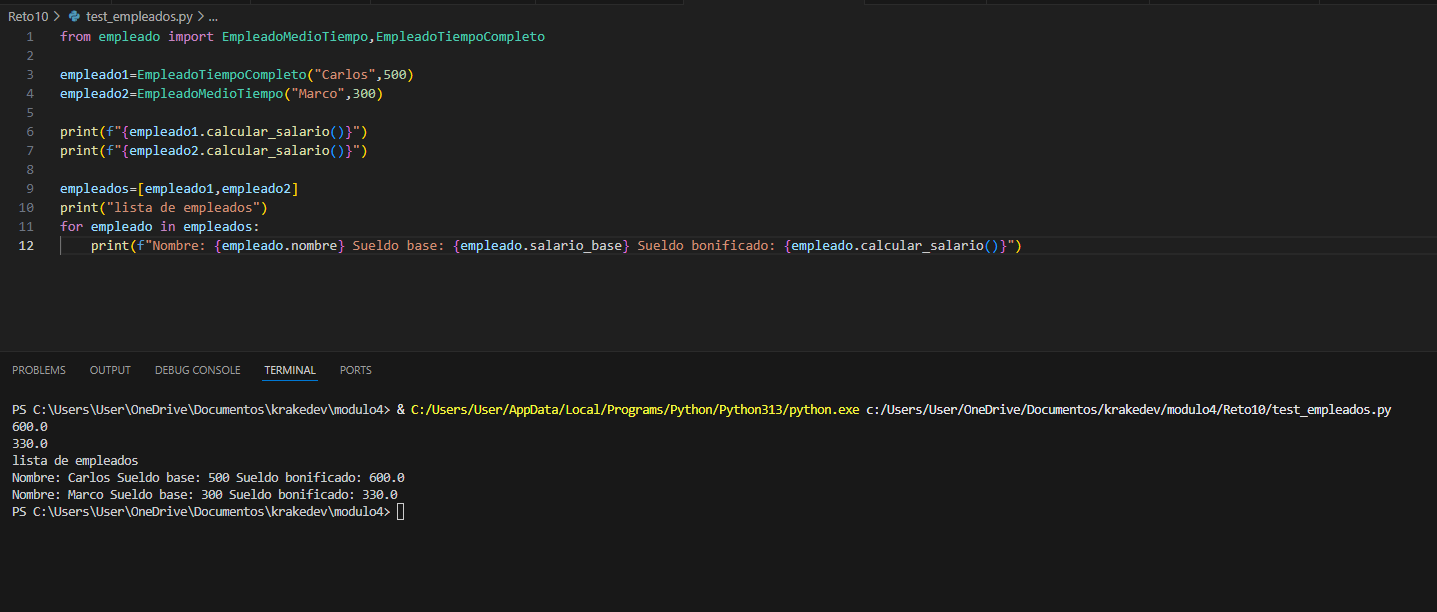 Reto10 > test_empleados.py > ...
1 from empleado import EmpleadoMedioTiempo,EmpleadoTiempoCompleto
2
3 empleado1=EmpleadoTiempoCompleto("Carlos",500)
4 empleado2=EmpleadoMedioTiempo("Marco",300)
5
6 print(f"{empleado1.calcular_salario()}")
7 print(f"{empleado2.calcular_salario()}")
8
9 empleados=[empleado1,empleado2]
10 print("lista de empleados")
11 for empleado in empleados:
12     print(f"Nombre: {empleado.nombre} Sueldo base: {empleado.salario_base} Sueldo bonificado: {empleado.calcular_salario()}")
PROBLEMS OUTPUT DEBUG CONSOLE TERMINAL PORTS
PS C:\Users\User\OneDrive\Documentos\krakedev\modulo4> & C:/Users/User/AppData/Local/Programs/Python/Python313/python.exe c:/Users/User/OneDrive/Documentos/krakedev/modulo4/Reto10/test_empleados.py
600.0
330.0
lista de empleados
Nombre: Carlos Sueldo base: 500 Sueldo bonificado: 600.0
Nombre: Marco Sueldo base: 300 Sueldo bonificado: 330.0
PS C:\Users\User\OneDrive\Documentos\krakedev\modulo4>